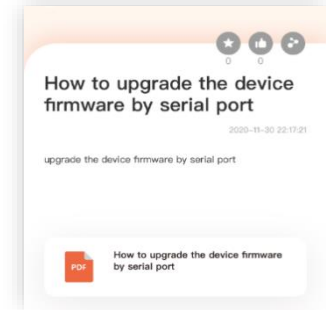 0 0
How to upgrade the device
firmware by serial port
2020-11-30 22:17:21
upgrade the device firmware by serial port
PDF
How to upgrade the device firmware
by serial port